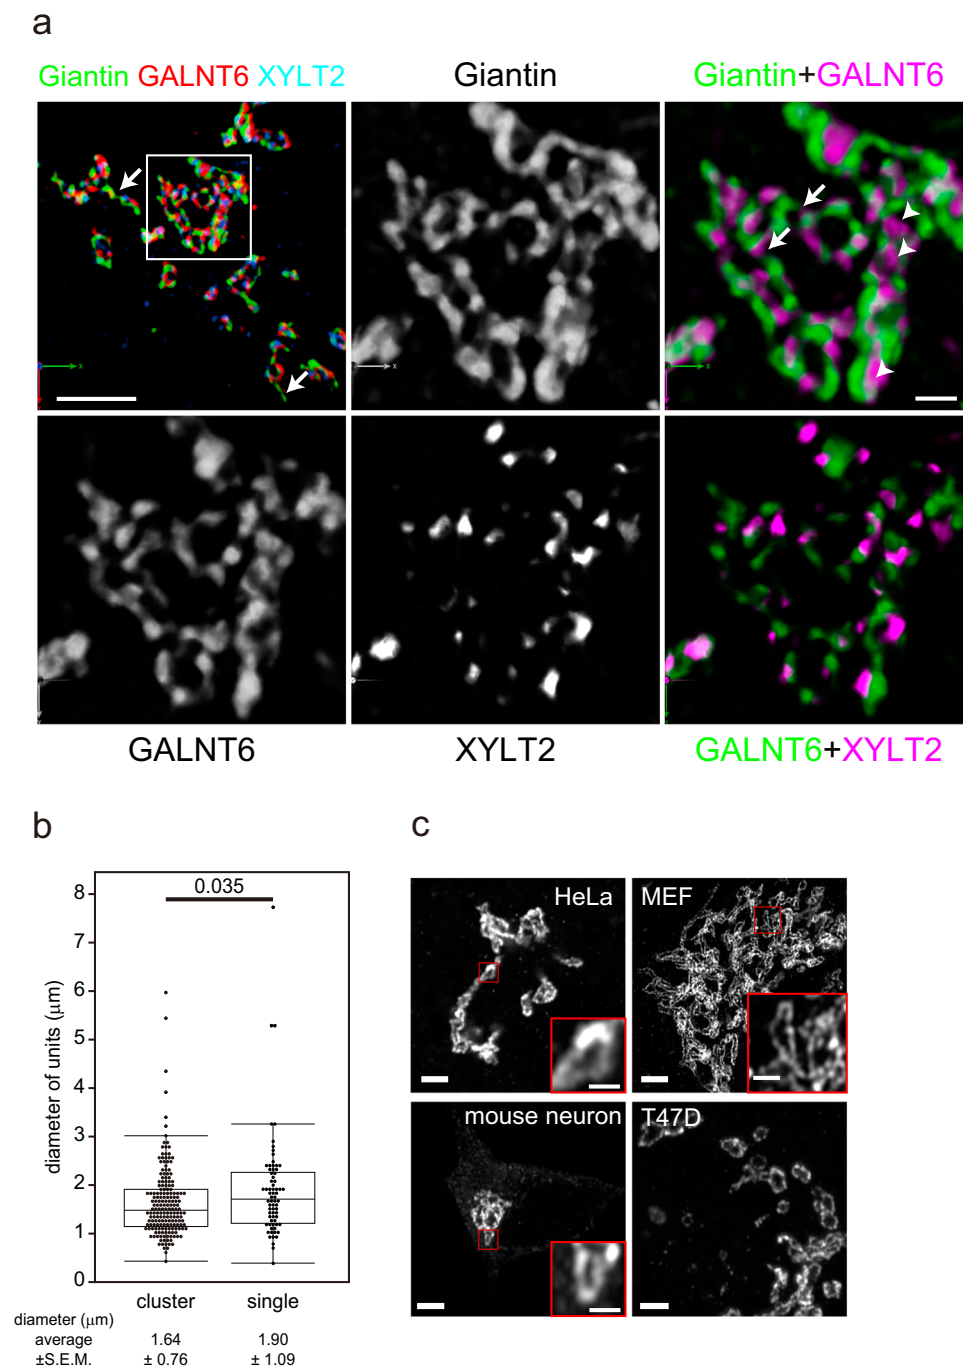 a
Giantin GALNT6 XYLT2
Giantin
Giantin+GALNT6
x
x
GALNT6
XYLT2
GALNT6+XYLT2
b
diameter of units (μm)
8
7
6
5
4
3
2
1
0
0.035
cluster
single
diameter (μm)
average
1.64
1.90
±S.E.M.
± 0.76
± 1.09
c
HeLa
MEF
mouse neuron
T47D